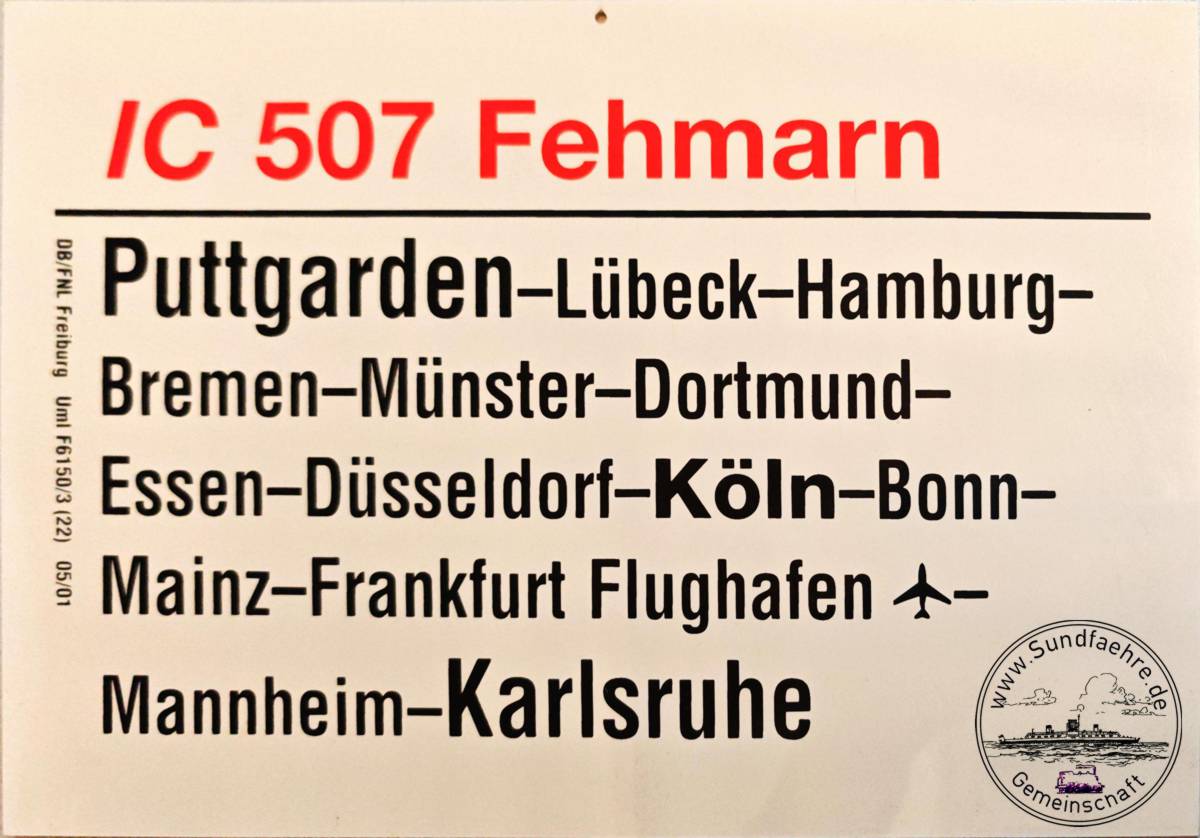 IC 507 Fehmarn
Puttgarden–Lübeck–Hamburg–
Bremen–Münster–Dortmund–
Essen–Düsseldorf–Köln–Bonn–
Mainz–Frankfurt Flughafen ✈–
Mannheim–Karlsruhe
DB/FNL Freiburg Uml F6150/3 (22) 05/01
www.Sundfaehre.de
Gemeinschaft